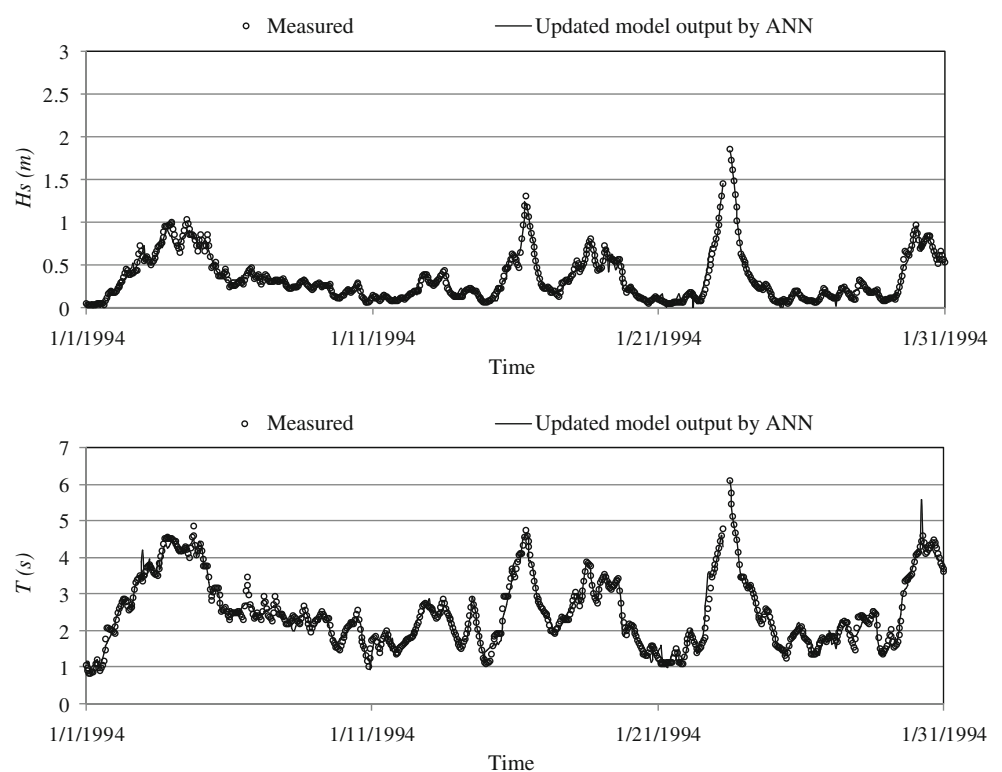 Measured
Updated model output by ANN
3
2.5
2
1.5
1
0.5
0
Hs (m)
1/1/1994
1/11/1994
1/21/1994
1/31/1994
Time
Measured
Updated model output by ANN
7
6
5
4
3
2
1
0
T (s)
1/1/1994
1/11/1994
1/21/1994
1/31/1994
Time